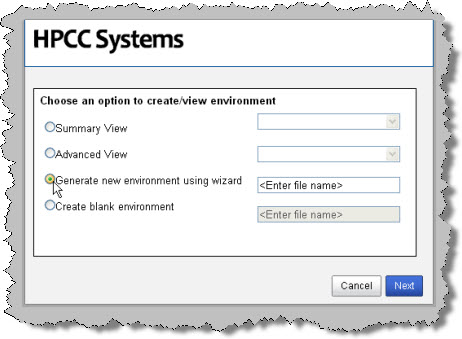 HPCC Systems
Choose an option to create/view environment
Summary View
Advanced View
Generate new environment using wizard <Enter file name>
Create blank environment <Enter file name>
Cancel Next